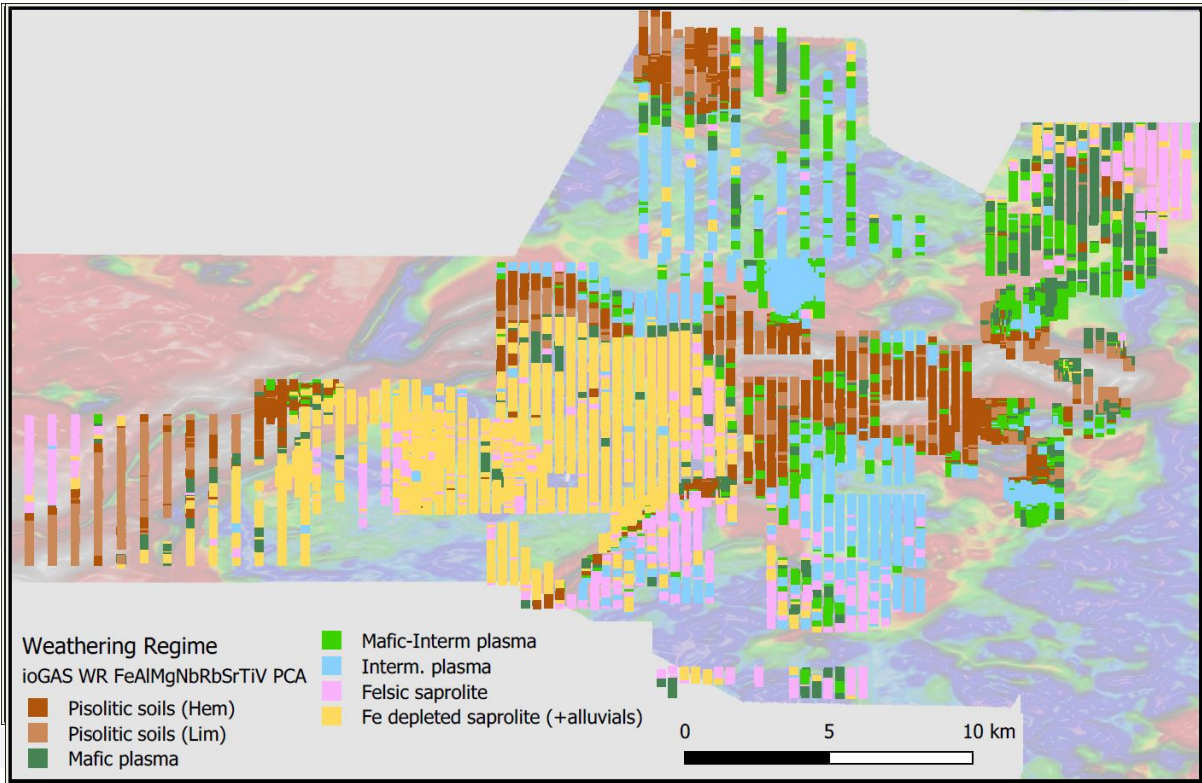 Weathering Regime
ioGAS WR FeAlMgNbRbSrTiV PCA
Pisolitic soils (Hem)
Pisolitic soils (Lim)
Mafic plasma
Mafic-Interm plasma
Interm. plasma
Felsic saprolite
Fe depleted saprolite (+alluvials)
0 5 10 km